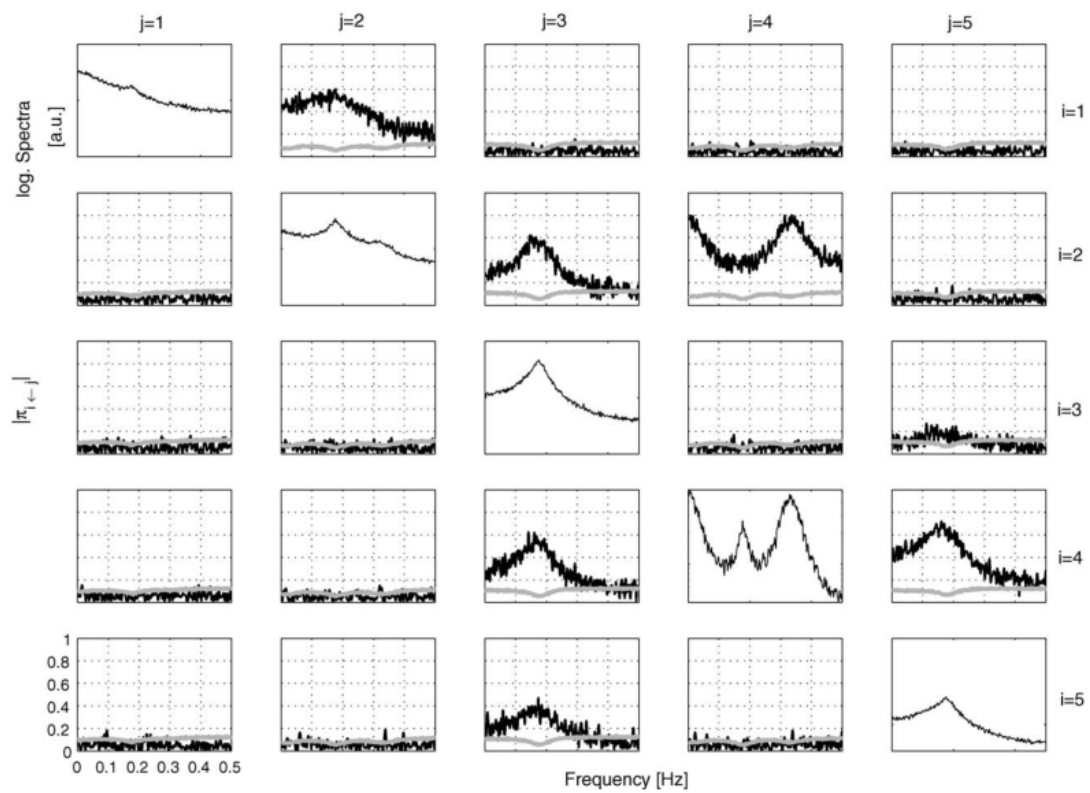 j=1 j=2 j=3 j=4 j=5
log. Spectra
[a.u.]
i=1
i=2
|π i ← j|
i=3
i=4
1
0.8
0.6
0.4
0.2
0
i=5
0 0.1 0.2 0.3 0.4 0.5
Frequency [Hz]